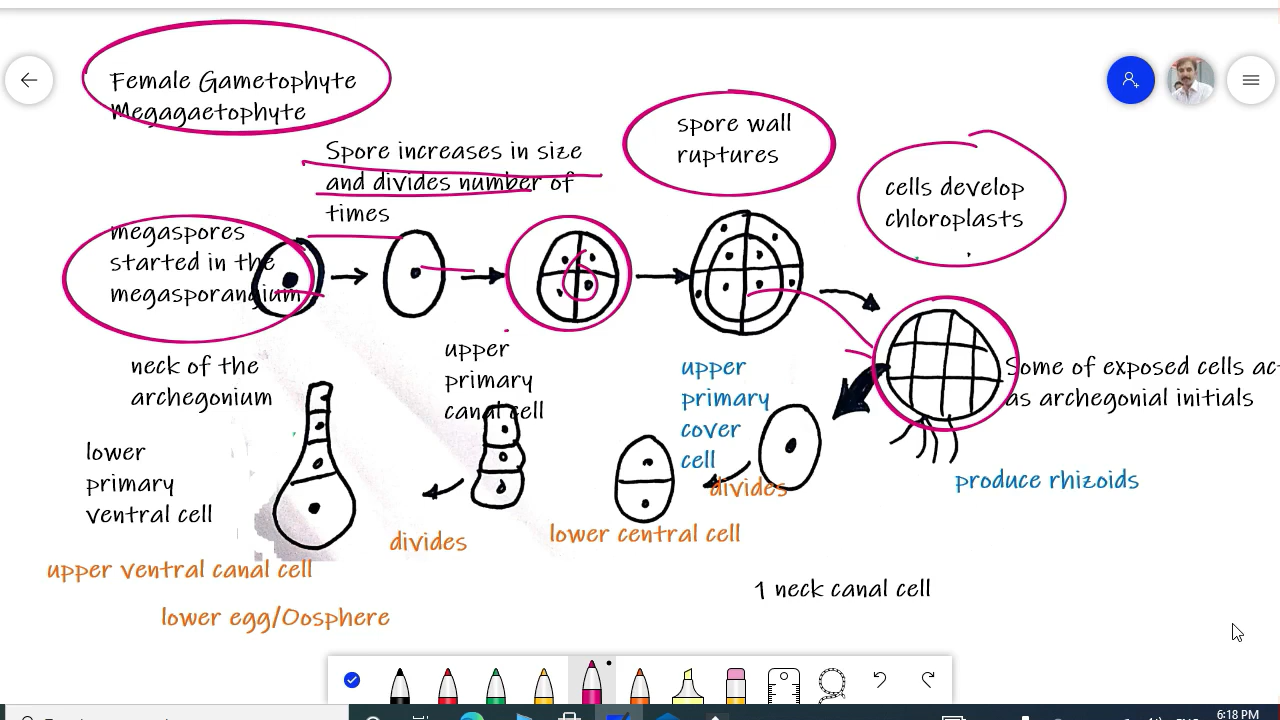 Female Gametophyte
Megagaetophyte
Spore increases in size
and divides number of
times
spore wall
ruptures
cells develop
chloroplasts
megaspores
started in the
megasporangium
neck of the
archegonium
upper
primary
canal cell
upper
primary
cover
cell
Some of exposed cells ac
as archegonial initials
lower
primary
ventral cell
divides
produce rhizoids
divides
lower central cell
upper ventral canal cell
1 neck canal cell
lower egg/Oosphere
6:18 PM